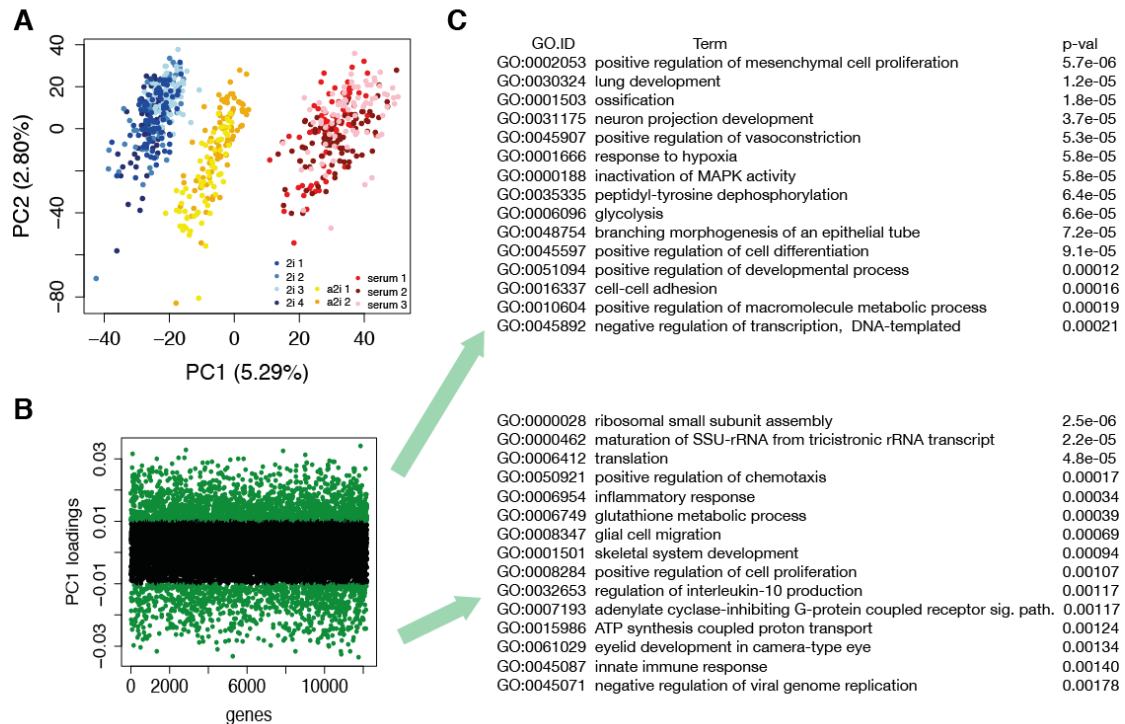 A
PC2 (2.80%)
40
20
0
−40
−80
−40
−20
0
20
40
PC1 (5.29%)
2i 1
2i 2
2i 3
2i 4
a2i 1
a2i 2
serum 1
serum 2
serum 3
B
PC1 loadings
0.03
0.01
−0.01
−0.03
0
2000
6000
10000
genes
C
GO.ID Term p-val
GO:0002053 positive regulation of mesenchymal cell proliferation 5.7e-06
GO:0030324 lung development 1.2e-05
GO:0001503 ossification 1.8e-05
GO:0031175 neuron projection development 3.7e-05
GO:0045907 positive regulation of vasoconstriction 5.3e-05
GO:0001666 response to hypoxia 5.8e-05
GO:0000188 inactivation of MAPK activity 5.8e-05
GO:0035335 peptidyl-tyrosine dephosphorylation 6.4e-05
GO:0006096 glycolysis 6.6e-05
GO:0048754 branching morphogenesis of an epithelial tube 7.2e-05
GO:0045597 positive regulation of cell differentiation 9.1e-05
GO:0051094 positive regulation of developmental process 0.00012
GO:0016337 cell-cell adhesion 0.00016
GO:0010604 positive regulation of macromolecule metabolic process 0.00019
GO:0045892 negative regulation of transcription, DNA-templated 0.00021
GO:0000028 ribosomal small subunit assembly 2.5e-06
GO:0000462 maturation of SSU-rRNA from tricistronic rRNA transcript 2.2e-05
GO:0006412 translation 4.8e-05
GO:0050921 positive regulation of chemotaxis 0.00017
GO:0006954 inflammatory response 0.00034
GO:0006749 glutathione metabolic process 0.00039
GO:0008347 glial cell migration 0.00069
GO:0001501 skeletal system development 0.00094
GO:0008284 positive regulation of cell proliferation 0.00107
GO:0032653 regulation of interleukin-10 production 0.00117
GO:0007193 adenylate cyclase-inhibiting G-protein coupled receptor sig. path. 0.00117
GO:0015986 ATP synthesis coupled proton transport 0.00124
GO:0061029 eyelid development in camera-type eye 0.00134
GO:0045087 innate immune response 0.00140
GO:0045071 negative regulation of viral genome replication 0.00178